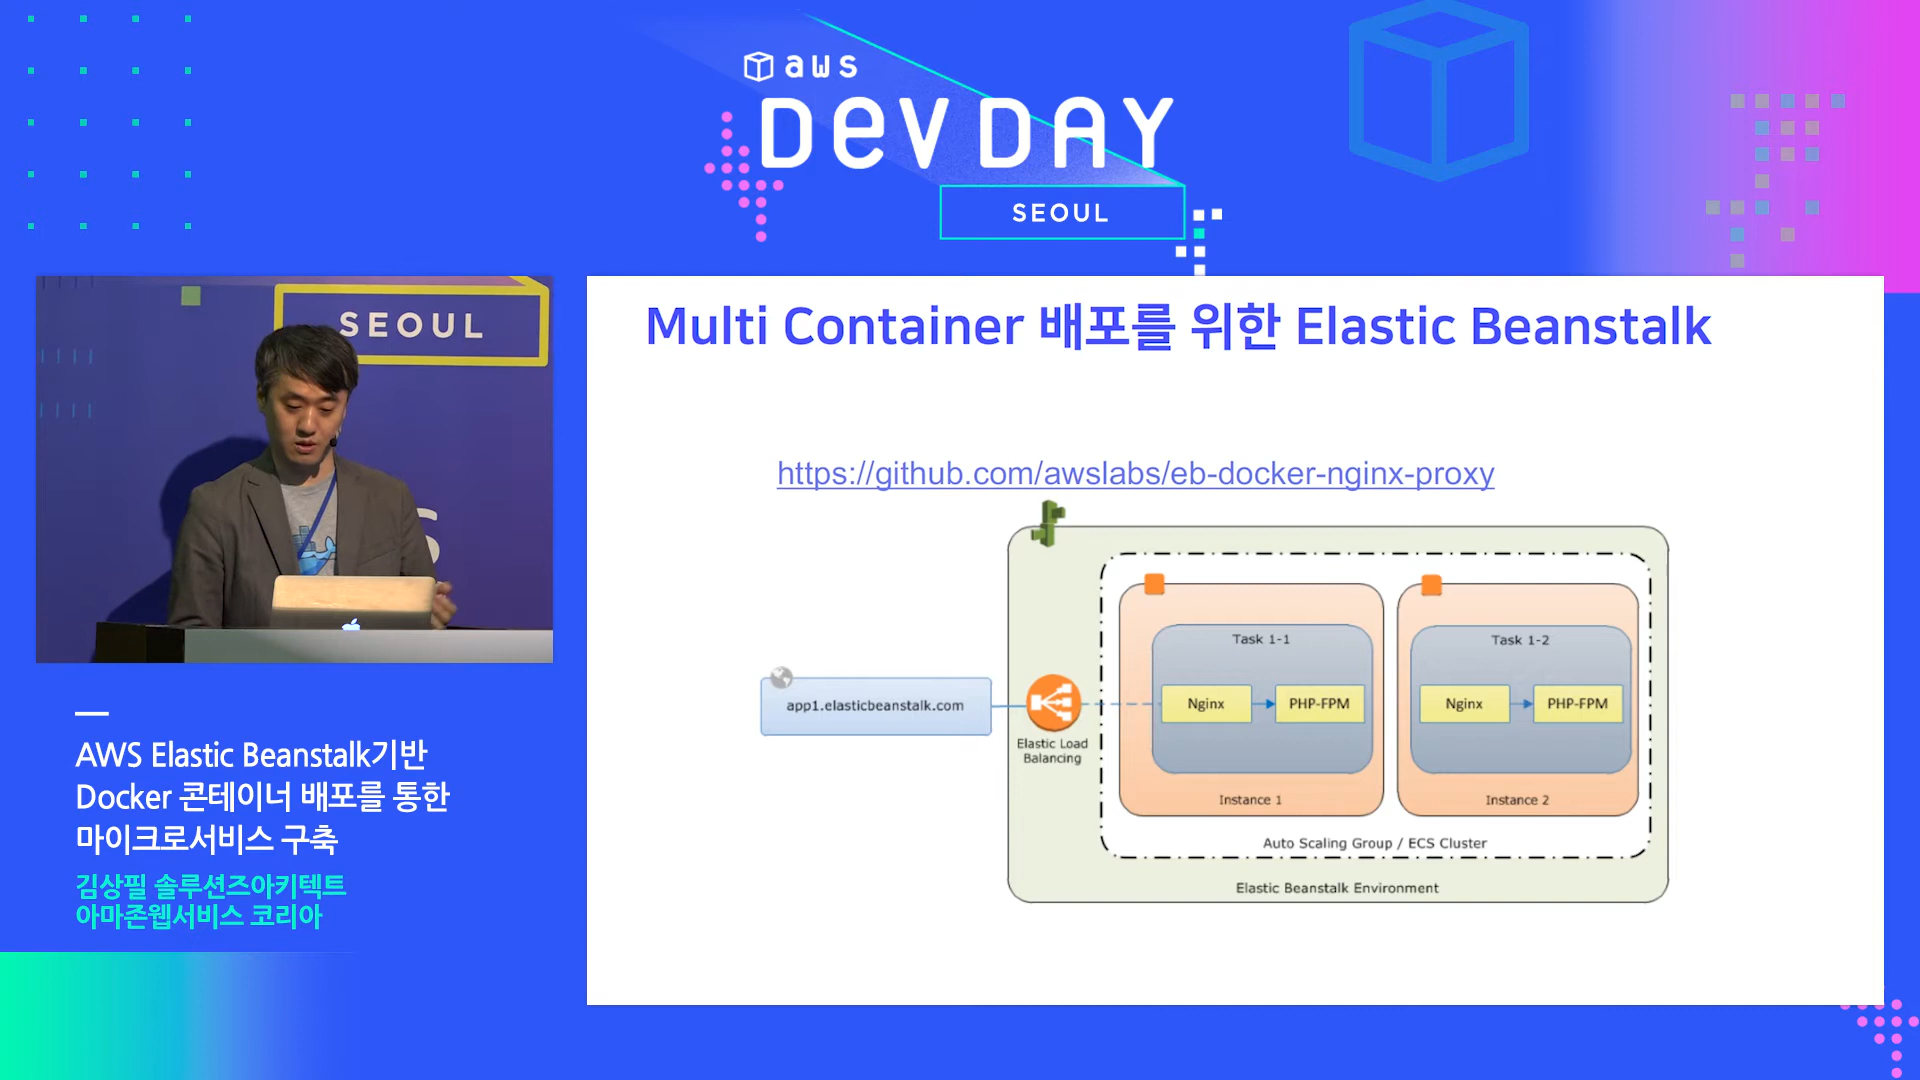 aws
DEV DAY
SEOUL
SEOUL
S
Multi Container 배포를 위한 Elastic Beanstalk
https://github.com/awslabs/eb-docker-nginx-proxy
app1.elasticbeanstalk.com
Elastic Load
Balancing
Task 1-1
Nginx
PHP-FPM
Instance 1
Task 1-2
Nginx
PHP-FPM
Instance 2
Auto Scaling Group / ECS Cluster
Elastic Beanstalk Environment
AWS Elastic Beanstalk기반
Docker 콘테이너 배포를 통한
마이크로서비스 구축
김상필 솔루션즈아키텍트
아마존웹서비스 코리아